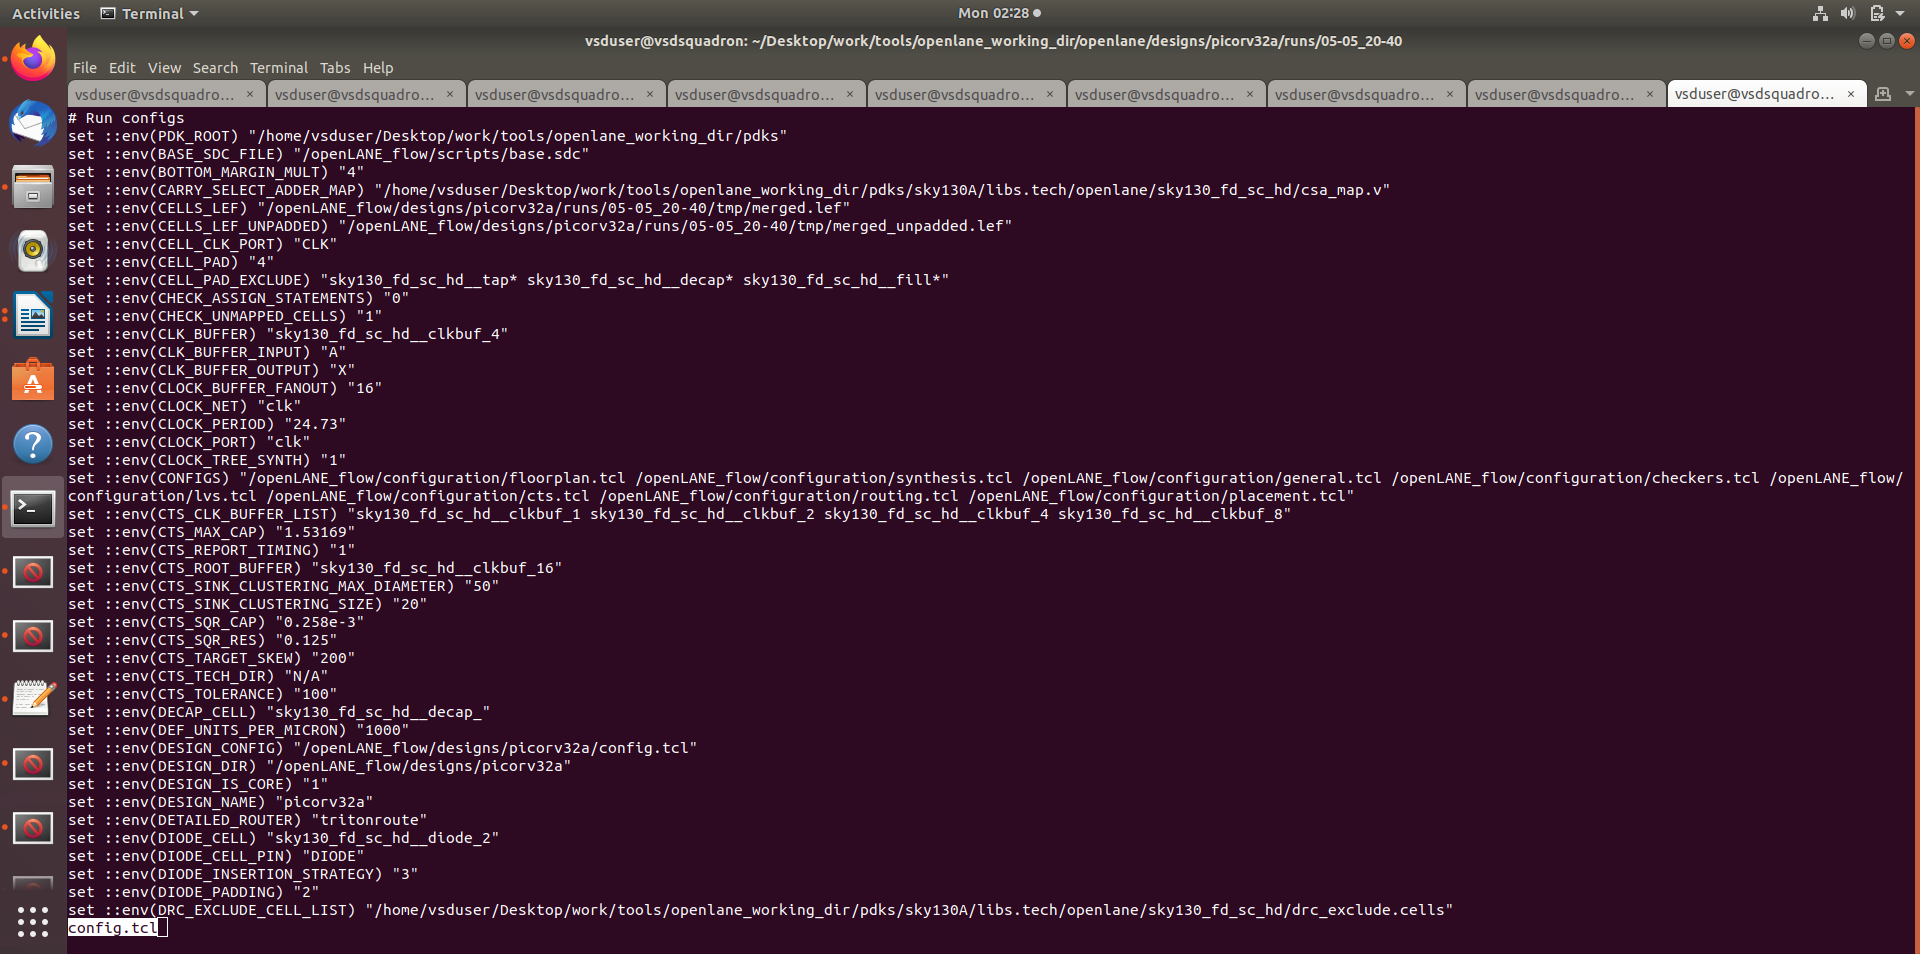 Activities Terminal Mon 02:28
vsduser@vsdsquadron: ~/Desktop/work/tools/openlane_working_dir/openlane/designs/picorv32a/runs/05-05_20-40
File Edit View Search Terminal Tabs Help
vsduser@vsdsquadro... × vsduser@vsdsquadro... × vsduser@vsdsquadro... × vsduser@vsdsquadro... × vsduser@vsdsquadro... × vsduser@vsdsquadro... × vsduser@vsdsquadro... × vsduser@vsdsquadro... × vsduser@vsdsquadro... ×
# Run configs
set ::env(PDK_ROOT) "/home/vsduser/Desktop/work/tools/openlane_working_dir/pdks"
set ::env(BASE_SDC_FILE) "/openLANE_flow/scripts/base.sdc"
set ::env(BOTTOM_MARGIN_MULT) "4"
set ::env(CARRY_SELECT_ADDER_MAP) "/home/vsduser/Desktop/work/tools/openlane_working_dir/pdks/sky130A/libs.tech/openlane/sky130_fd_sc_hd/csa_map.v"
set ::env(CELLS_LEF) "/openLANE_flow/designs/picorv32a/runs/05-05_20-40/tmp/merged.lef"
set ::env(CELLS_LEF_UNPADDED) "/openLANE_flow/designs/picorv32a/runs/05-05_20-40/tmp/merged_unpadded.lef"
set ::env(CELL_CLK_PORT) "CLK"
set ::env(CELL_PAD) "4"
set ::env(CELL_PAD_EXCLUDE) "sky130_fd_sc_hd__tap* sky130_fd_sc_hd__decap* sky130_fd_sc_hd__fill*"
set ::env(CHECK_ASSIGN_STATEMENTS) "0"
set ::env(CHECK_UNMAPPED_CELLS) "1"
set ::env(CLK_BUFFER) "sky130_fd_sc_hd__clkbuf_4"
set ::env(CLK_BUFFER_INPUT) "A"
set ::env(CLK_BUFFER_OUTPUT) "X"
set ::env(CLOCK_BUFFER_FANOUT) "16"
set ::env(CLOCK_NET) "clk"
set ::env(CLOCK_PERIOD) "24.73"
set ::env(CLOCK_PORT) "clk"
set ::env(CLOCK_TREE_SYNTH) "1"
set ::env(CONFIGS) "/openLANE_flow/configuration/floorplan.tcl /openLANE_flow/configuration/synthesis.tcl /openLANE_flow/configuration/general.tcl /openLANE_flow/configuration/checkers.tcl /openLANE_flow/
configuration/lvs.tcl /openLANE_flow/configuration/cts.tcl /openLANE_flow/configuration/routing.tcl /openLANE_flow/configuration/placement.tcl"
set ::env(CTS_CLK_BUFFER_LIST) "sky130_fd_sc_hd__clkbuf_1 sky130_fd_sc_hd__clkbuf_2 sky130_fd_sc_hd__clkbuf_4 sky130_fd_sc_hd__clkbuf_8"
set ::env(CTS_MAX_CAP) "1.53169"
set ::env(CTS_REPORT_TIMING) "1"
set ::env(CTS_ROOT_BUFFER) "sky130_fd_sc_hd__clkbuf_16"
set ::env(CTS_SINK_CLUSTERING_MAX_DIAMETER) "50"
set ::env(CTS_SINK_CLUSTERING_SIZE) "20"
set ::env(CTS_SQR_CAP) "0.258e-3"
set ::env(CTS_SQR_RES) "0.125"
set ::env(CTS_TARGET_SKEW) "200"
set ::env(CTS_TECH_DIR) "N/A"
set ::env(CTS_TOLERANCE) "100"
set ::env(DECAP_CELL) "sky130_fd_sc_hd__decap_"
set ::env(DEF_UNITS_PER_MICRON) "1000"
set ::env(DESIGN_CONFIG) "/openLANE_flow/designs/picorv32a/config.tcl"
set ::env(DESIGN_DIR) "/openLANE_flow/designs/picorv32a"
set ::env(DESIGN_IS_CORE) "1"
set ::env(DESIGN_NAME) "picorv32a"
set ::env(DETAILED_ROUTER) "tritonroute"
set ::env(DIODE_CELL) "sky130_fd_sc_hd__diode_2"
set ::env(DIODE_CELL_PIN) "DIODE"
set ::env(DIODE_INSERTION_STRATEGY) "3"
set ::env(DIODE_PADDING) "2"
set ::env(DRC_EXCLUDE_CELL_LIST) "/home/vsduser/Desktop/work/tools/openlane_working_dir/pdks/sky130A/libs.tech/openlane/sky130_fd_sc_hd/drc_exclude.cells"
config.tcl